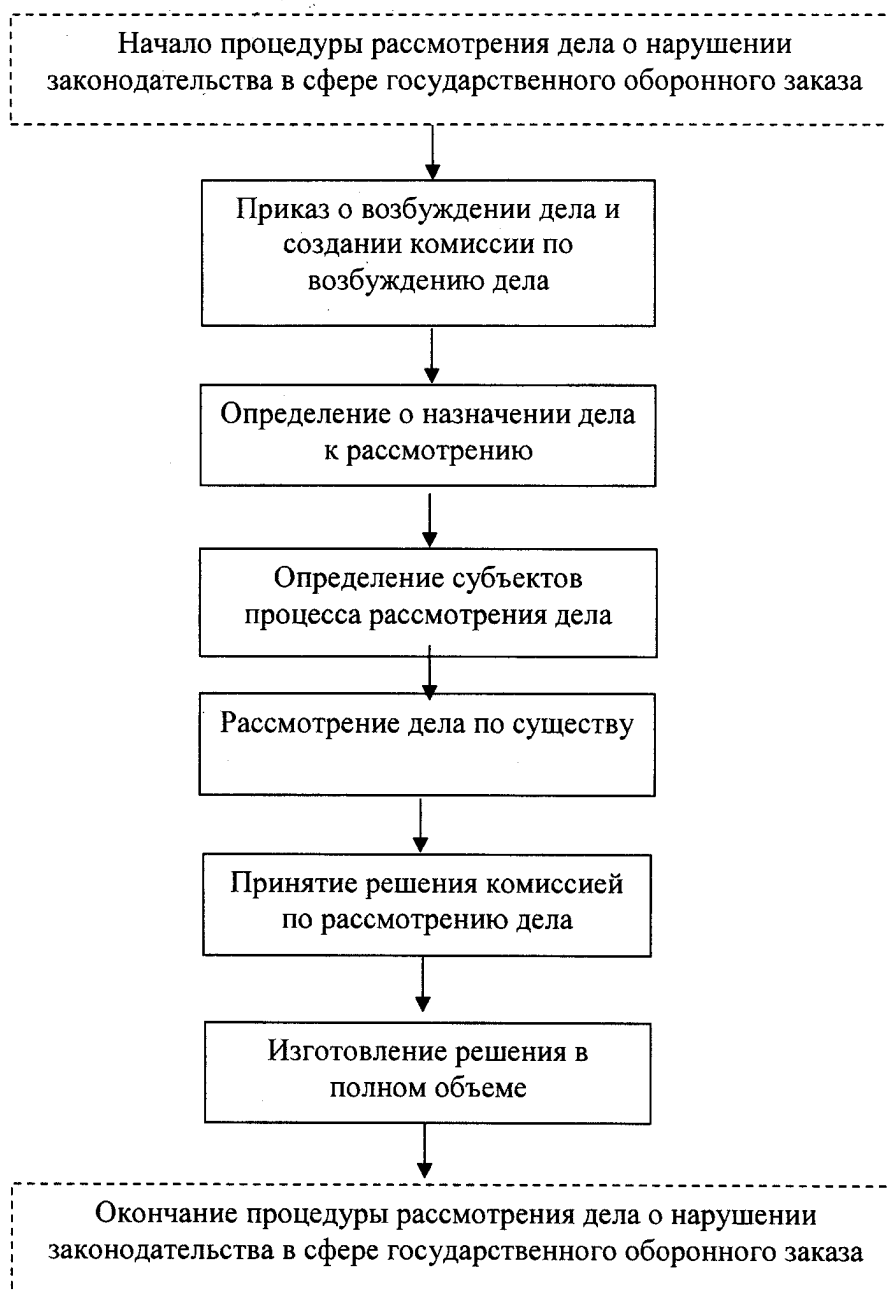 Начало процедуры рассмотрения дела о нарушении
законодательства в сфере государственного оборонного заказа
Приказ о возбуждении дела и
создании комиссии по
возбуждению дела
Определение о назначении дела
к рассмотрению
Определение субъектов
процесса рассмотрения дела
Рассмотрение дела по существу
Принятие решения комиссией
по рассмотрению дела
Изготовление решения в
полном объеме
Окончание процедуры рассмотрения дела о нарушении
законодательства в сфере государственного оборонного заказа